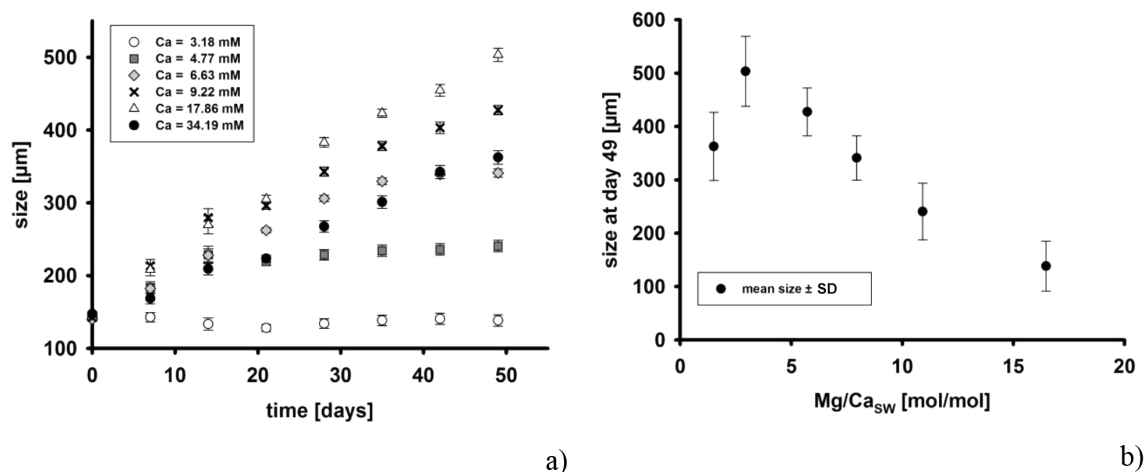 size [µm]
500
400
300
200
100
Ca = 3.18 mM
Ca = 4.77 mM
Ca = 6.63 mM
Ca = 9.22 mM
Ca = 17.86 mM
Ca = 34.19 mM
0 10 20 30 40 50
time [days]
a)
size at day 49 [µm]
600
500
400
300
200
100
0
mean size ± SD
0 5 10 15 20
Mg/CaSW [mol/mol]
b)